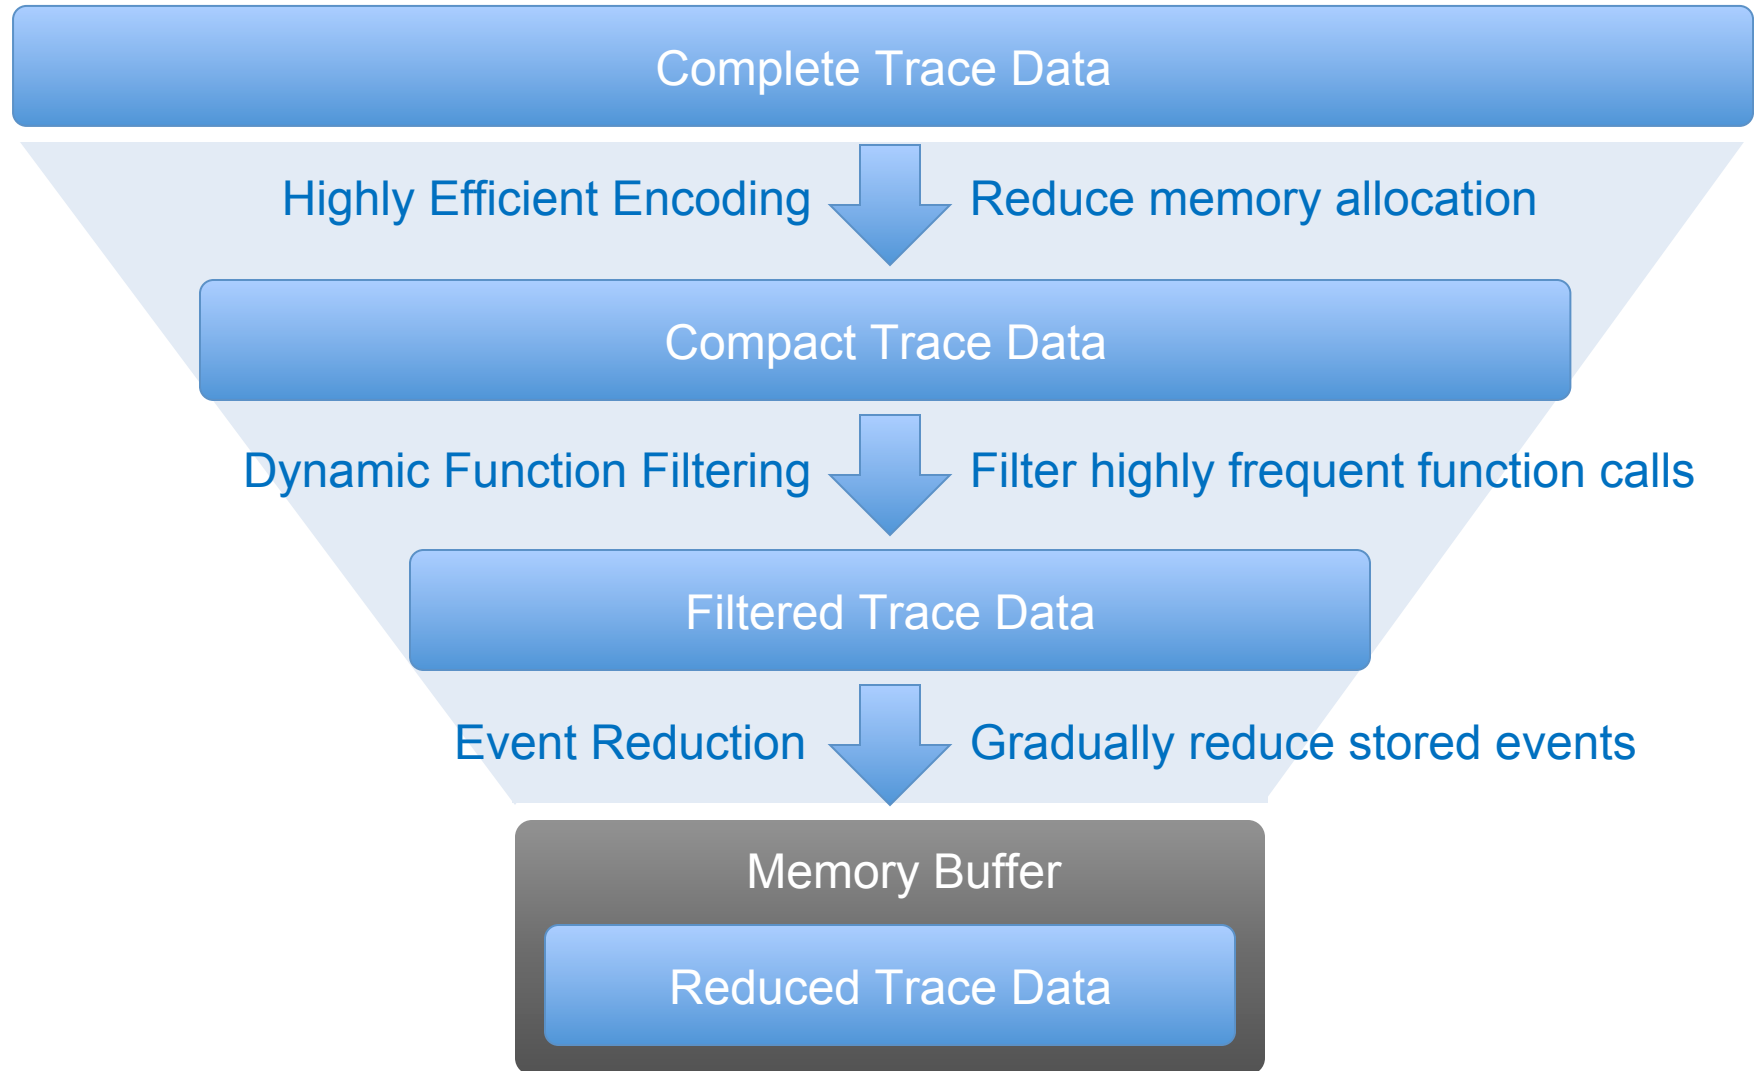 Complete Trace Data
Highly Efficient Encoding
Reduce memory allocation
Compact Trace Data
Dynamic Function Filtering
Filter highly frequent function calls
Filtered Trace Data
Event Reduction
Gradually reduce stored events
Memory Buffer
Reduced Trace Data